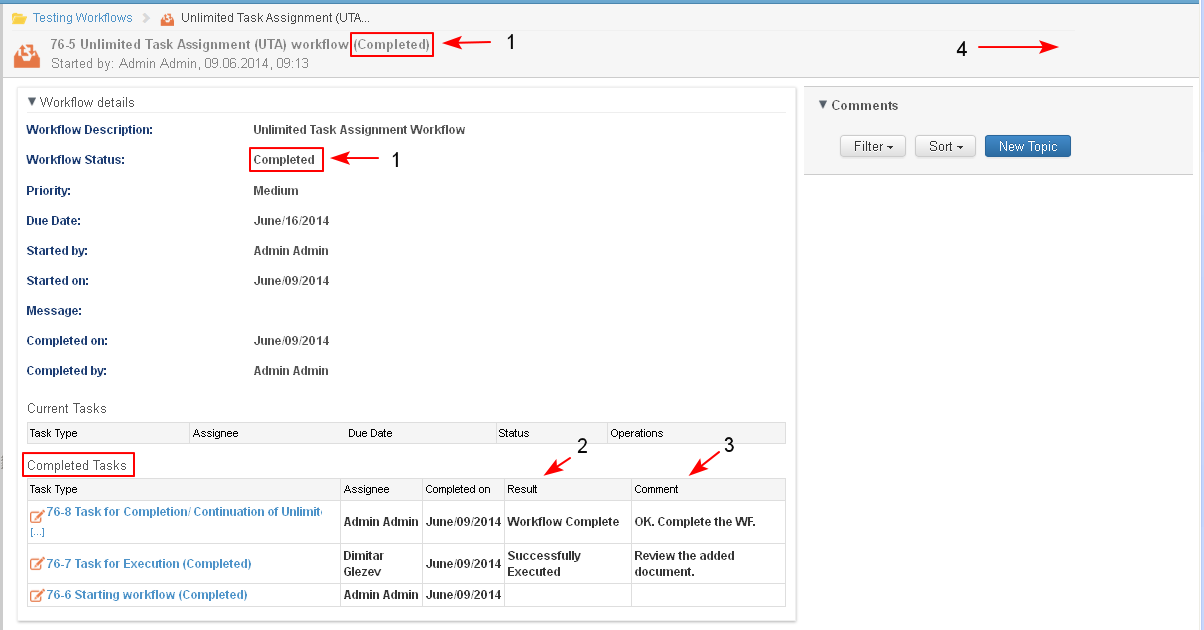 Testing Workflows Unlimited Task Assignment (UTA...
76-5 Unlimited Task Assignment (UTA) workflow (Completed) 1
4
Started by: Admin Admin, 09.06.2014, 09:13
Workflow details
Workflow Description: Unlimited Task Assignment Workflow
Workflow Status: Completed 1
Priority: Medium
Due Date: June/16/2014
Started by: Admin Admin
Started on: June/09/2014
Message:
Completed on: June/09/2014
Completed by: Admin Admin
Current Tasks
Task Type Assignee Due Date Status Operations
2 3
Completed Tasks
Task Type Assignee Completed on Result Comment
76-8 Task for Completion/ Continuation of Unlimit
[...]
Admin Admin June/09/2014 Workflow Complete OK. Complete the WF.
76-7 Task for Execution (Completed) Dimitar Glezev June/09/2014 Successfully Executed Review the added document.
76-6 Starting workflow (Completed) Admin Admin June/09/2014
Comments
Filter Sort New Topic